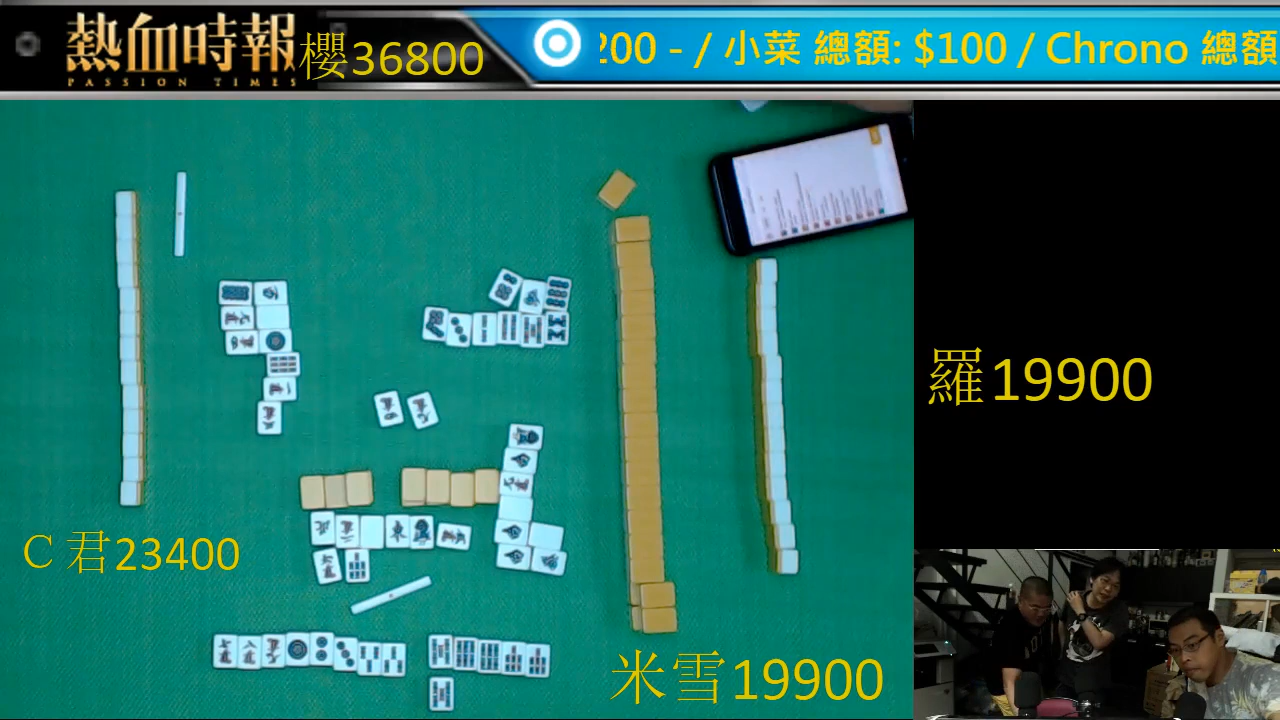 熱血時報
PASSION TIMES
櫻36800
200 - / 小菜 總額: $100 / Chrono 總額
羅19900
C君23400
米雪19900